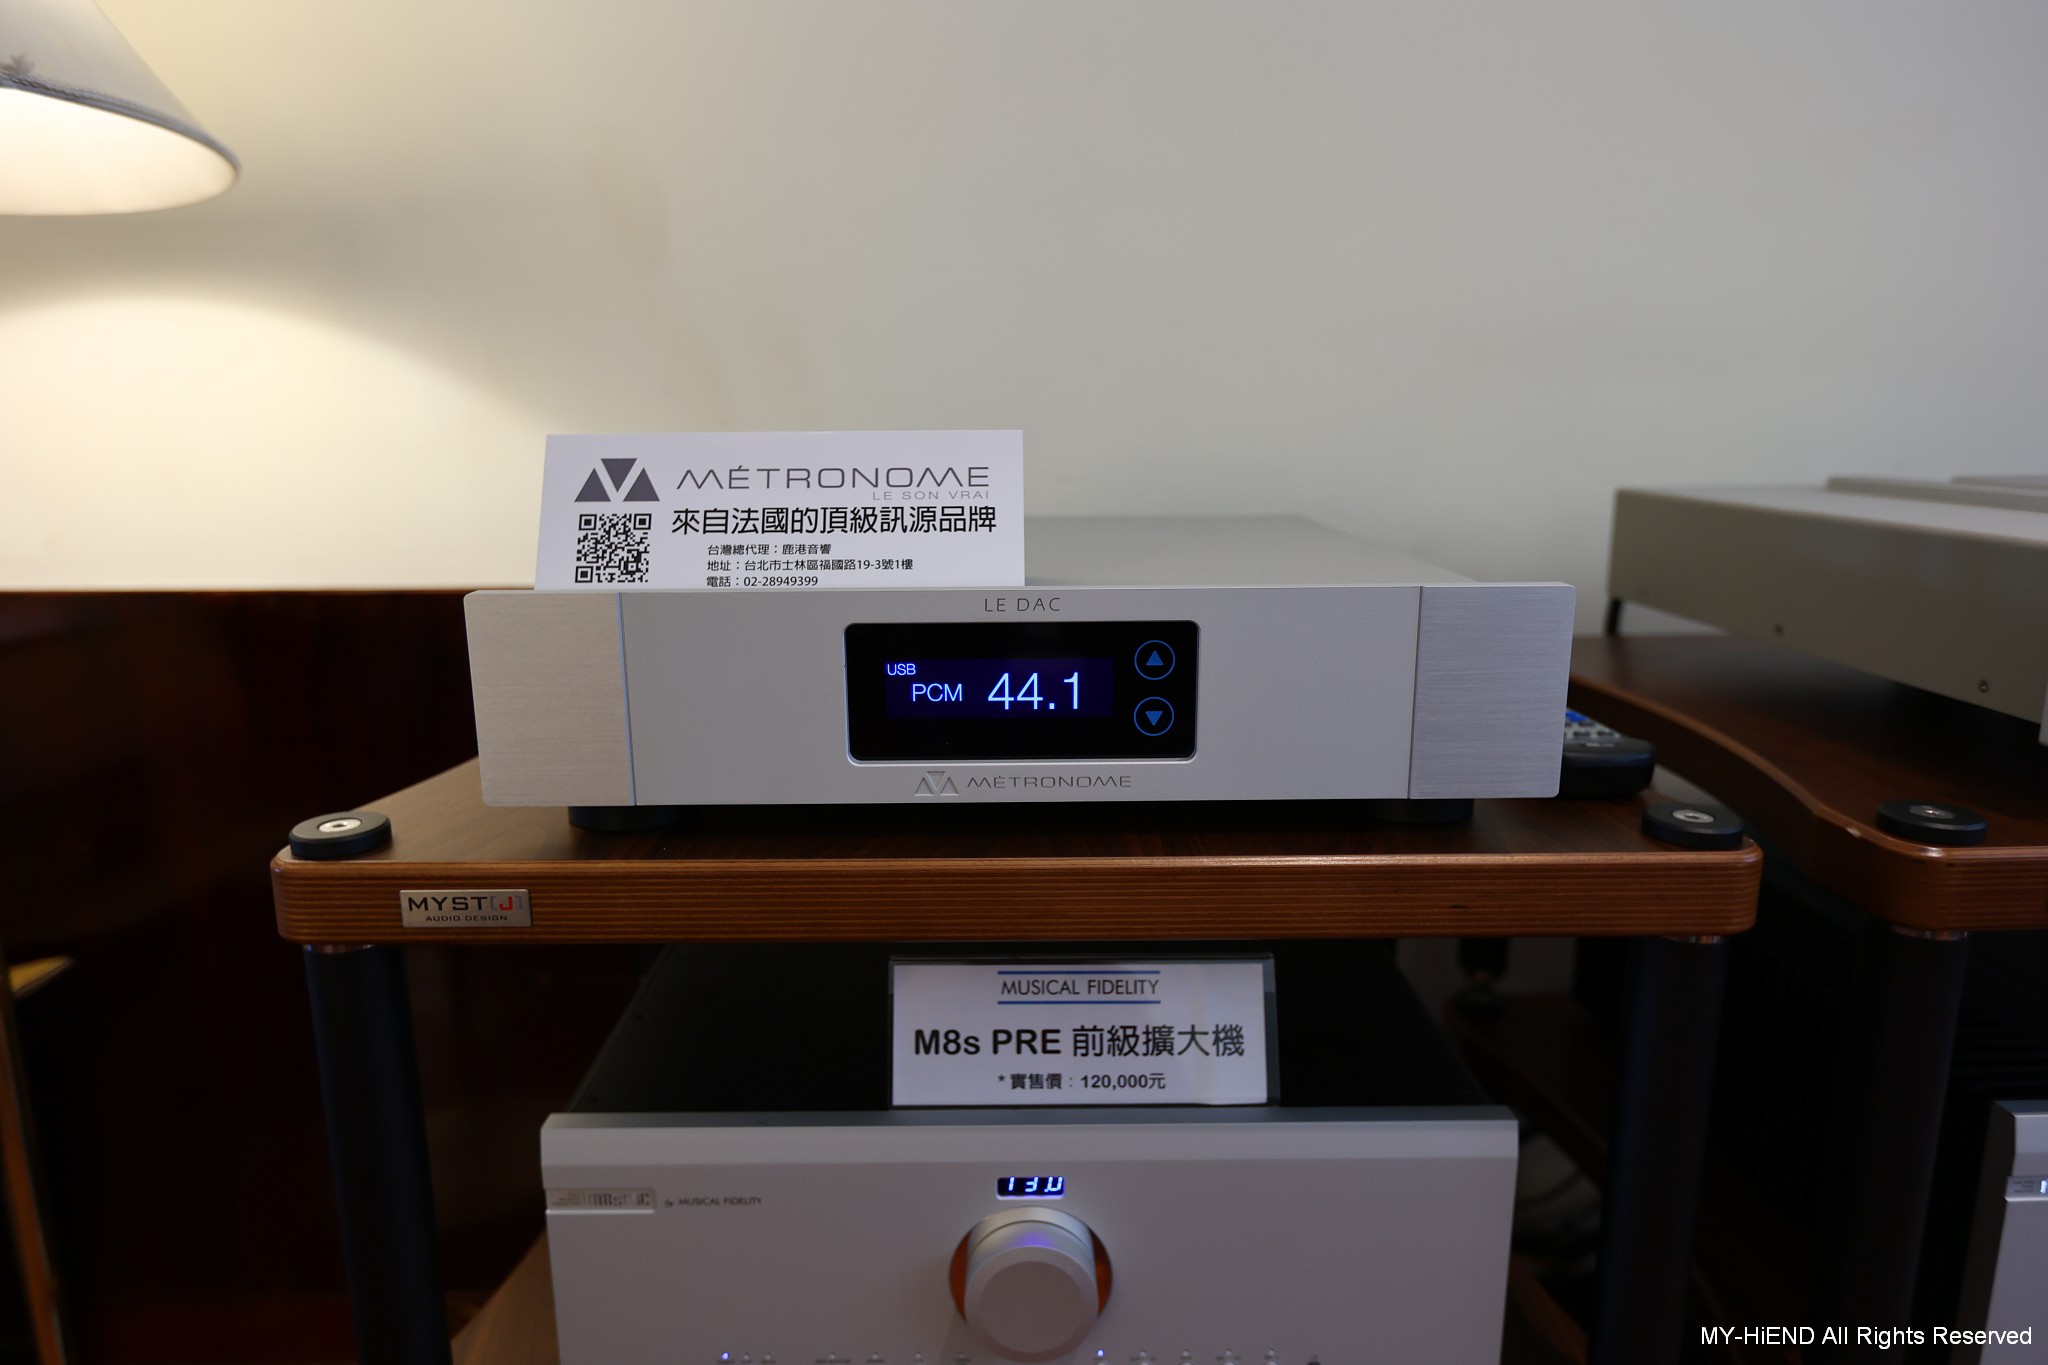 MÉTRONOME
LE SON VRAI
來自法國的頂級訊源品牌
台灣總代理：鹿港音響
地址：台北市士林區福國路19-3號1樓
電話：02-28949399
LE DAC
USB
PCM 44.1
MÉTRONOME
MYST[J]
AUDIO DESIGN
MUSICAL FIDELITY
M8s PRE 前級擴大機
*實售價：120,000元
13.0
by MUSICAL FIDELITY
MY-HiEND All Rights Reserved